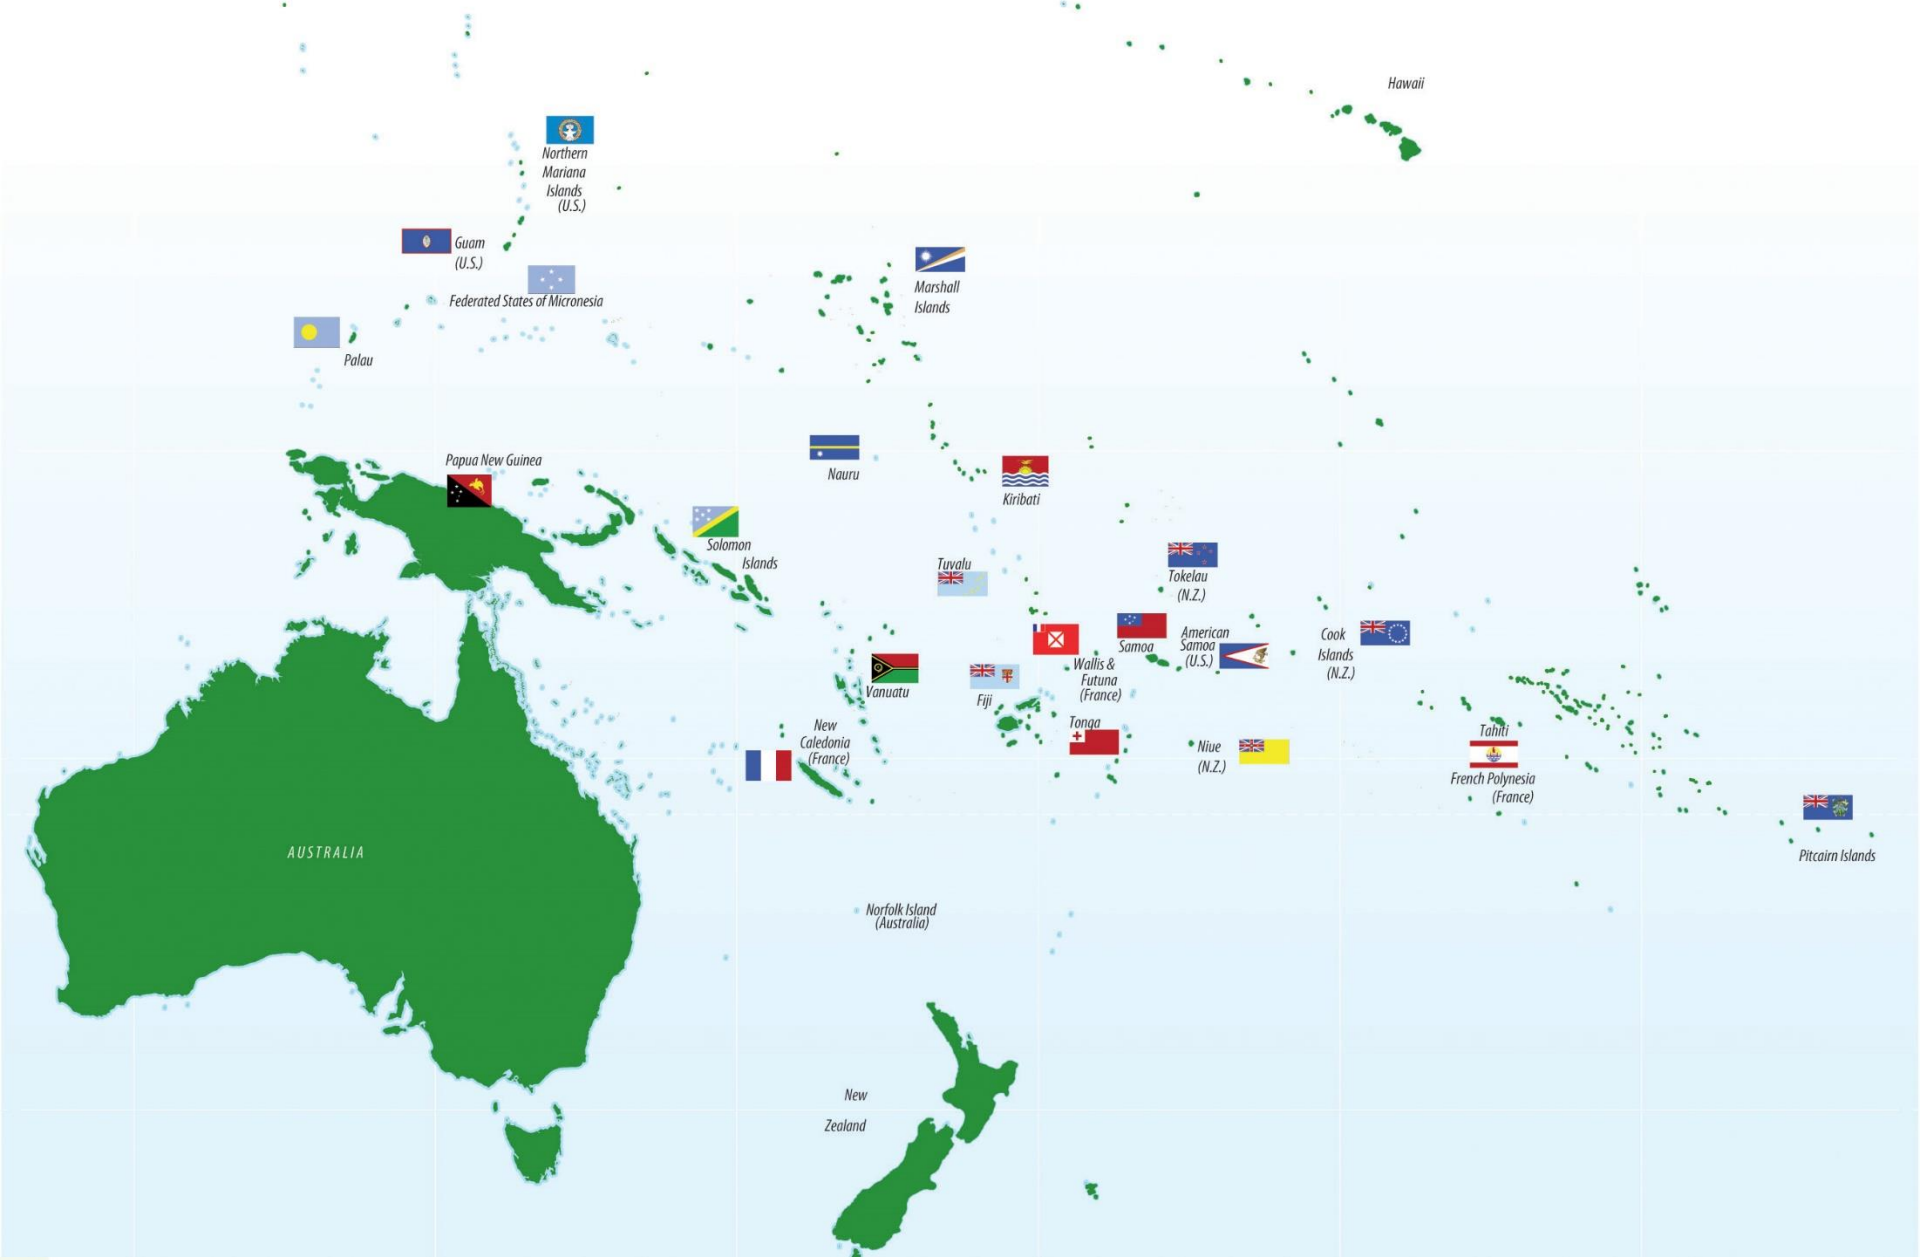 Hawaii
Northern
Mariana
Islands
(U.S.)
Guam
(U.S.)
Federated States of Micronesia
Marshall
Islands
Palau
Papua New Guinea
Nauru
Kiribati
Solomon
Islands
Tuvalu
Tokelau
(N.Z.)
Samoa
American
Samoa
(U.S.)
Cook
Islands
(N.Z.)
Wallis &
Futuna
(France)
Vanuatu
Fiji
Tonga
New
Caledonia
(France)
Niue
(N.Z.)
Tahiti
French Polynesia
(France)
Pitcairn Islands
AUSTRALIA
Norfolk Island
(Australia)
New
Zealand